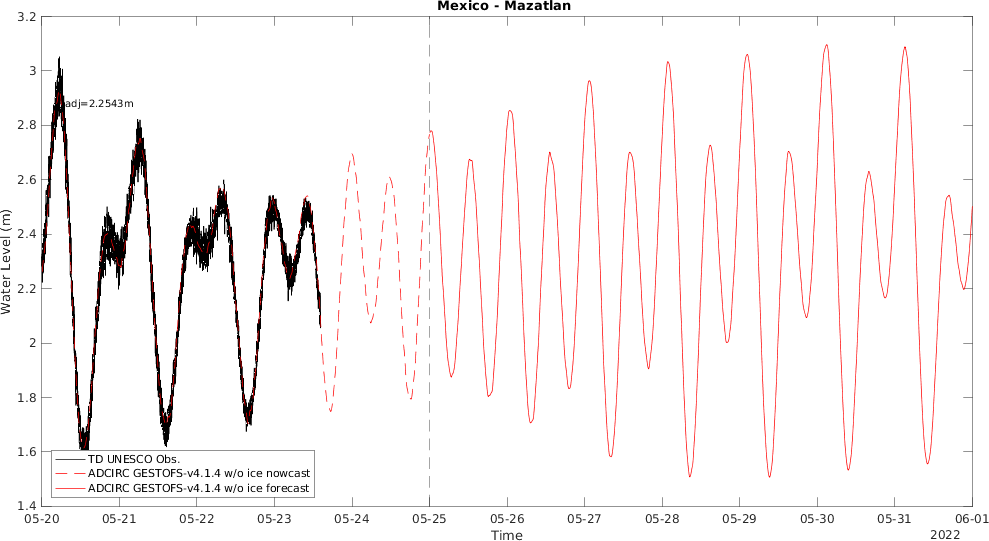 Mexico - Mazatlan
3.2
3
2.8
2.6
2.4
2.2
2
1.8
1.6
1.4
Water Level (m)
adj=2.2543m
TD UNESCO Obs.
ADCIRC GESTOFS-v4.1.4 w/o ice nowcast
ADCIRC GESTOFS-v4.1.4 w/o ice forecast
05-20 05-21 05-22 05-23 05-24 05-25 05-26 05-27 05-28 05-29 05-30 05-31 06-01
Time
2022